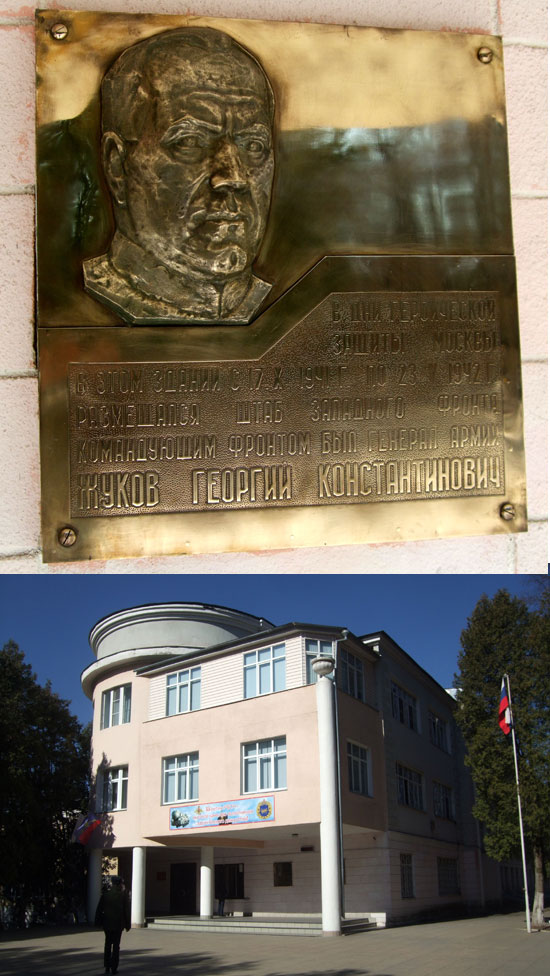 В ДНИ ГЕРОИЧЕСКОЙ
ЗАЩИТЫ МОСКВЫ
В ЭТОМ ЗДАНИИ С 17.X 1941 Г. ПО 23.V 1942 Г.
РАЗМЕЩАЛСЯ ШТАБ ЗАПАДНОГО ФРОНТА
КОМАНДУЮЩИМ ФРОНТОМ БЫЛ ГЕНЕРАЛ АРМИИ
ЖУКОВ ГЕОРГИЙ КОНСТАНТИНОВИЧ